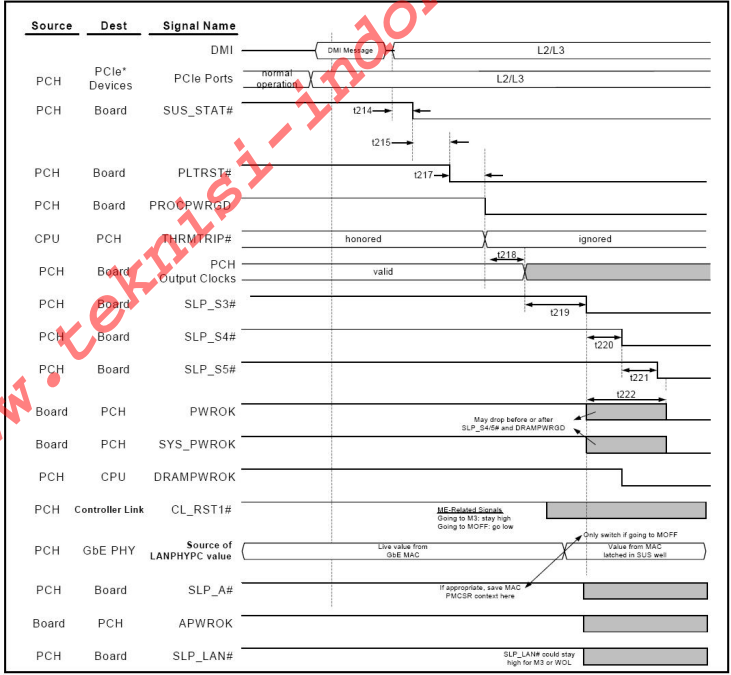 Source Dest Signal Name
DMI DMI Message L2/L3
PCH PCIe* Devices PCIe Ports normal operation L2/L3
PCH Board SUS_STAT# t214
t215
PCH Board PLTRST# t217
PCH Board PROCPWRGD
CPU PCH THRMTRIP# honored ignored
PCH Board PCH Output Clocks valid t218
PCH Board SLP_S3# t219
PCH Board SLP_S4# t220
PCH Board SLP_S5# t221
t222
Board PCH PWROK
May drop before or after
SLP_S4/5# and DRAMPWRGD
Board PCH SYS_PWROK
PCH CPU DRAMPWROK
PCH Controller Link CL_RST1#
ME-Related Signals
Going to M3: stay high
Going to MOFF: go low
Only switch if going to MOFF
PCH GbE PHY Source of LANPHYPC value
Live value from
GbE MAC
Value from MAC
latched in SUS well
PCH Board SLP_A#
If appropriate, save MAC
PMCSR context here
Board PCH APWROK
PCH Board SLP_LAN#
SLP_LAN# could stay
high for M3 or WOL
w.teknisi-indo